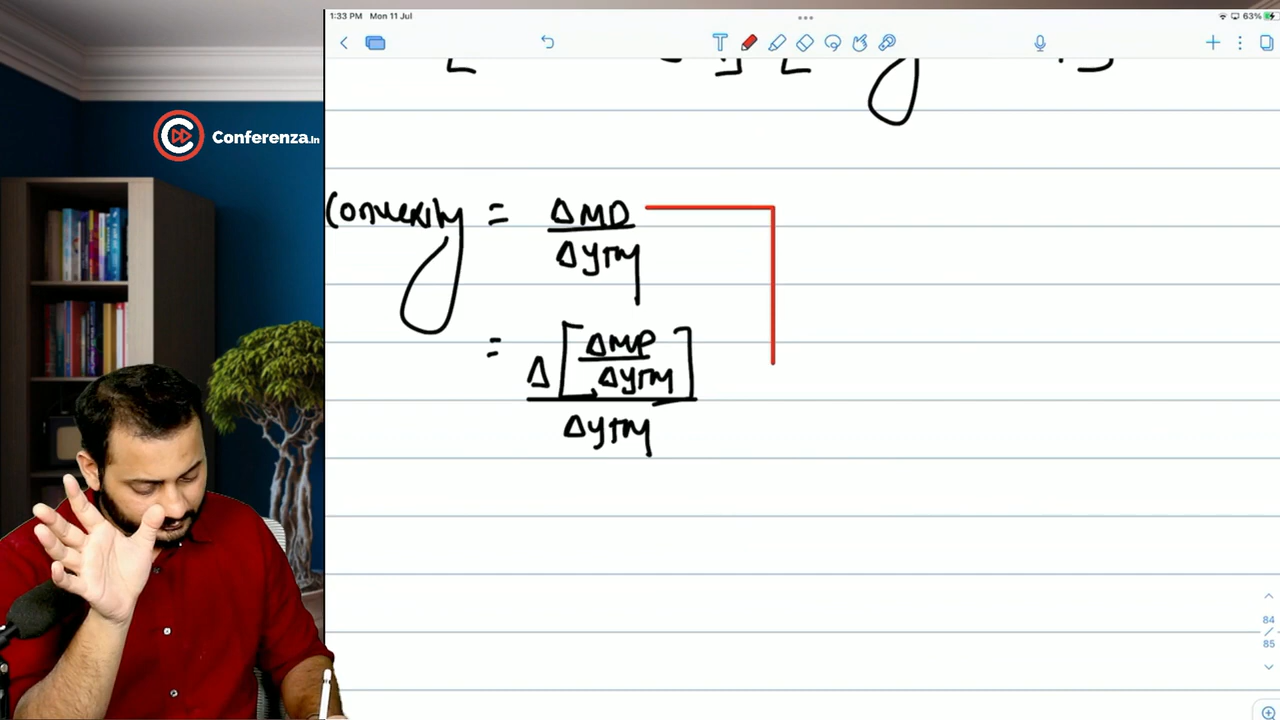 1:33 PM Mon 11 Jul
63%
Conferenza.in
Convexity = ΔMD
ΔYTM
= Δ [ΔMP
ΔYTM]
ΔYTM
84
/
85